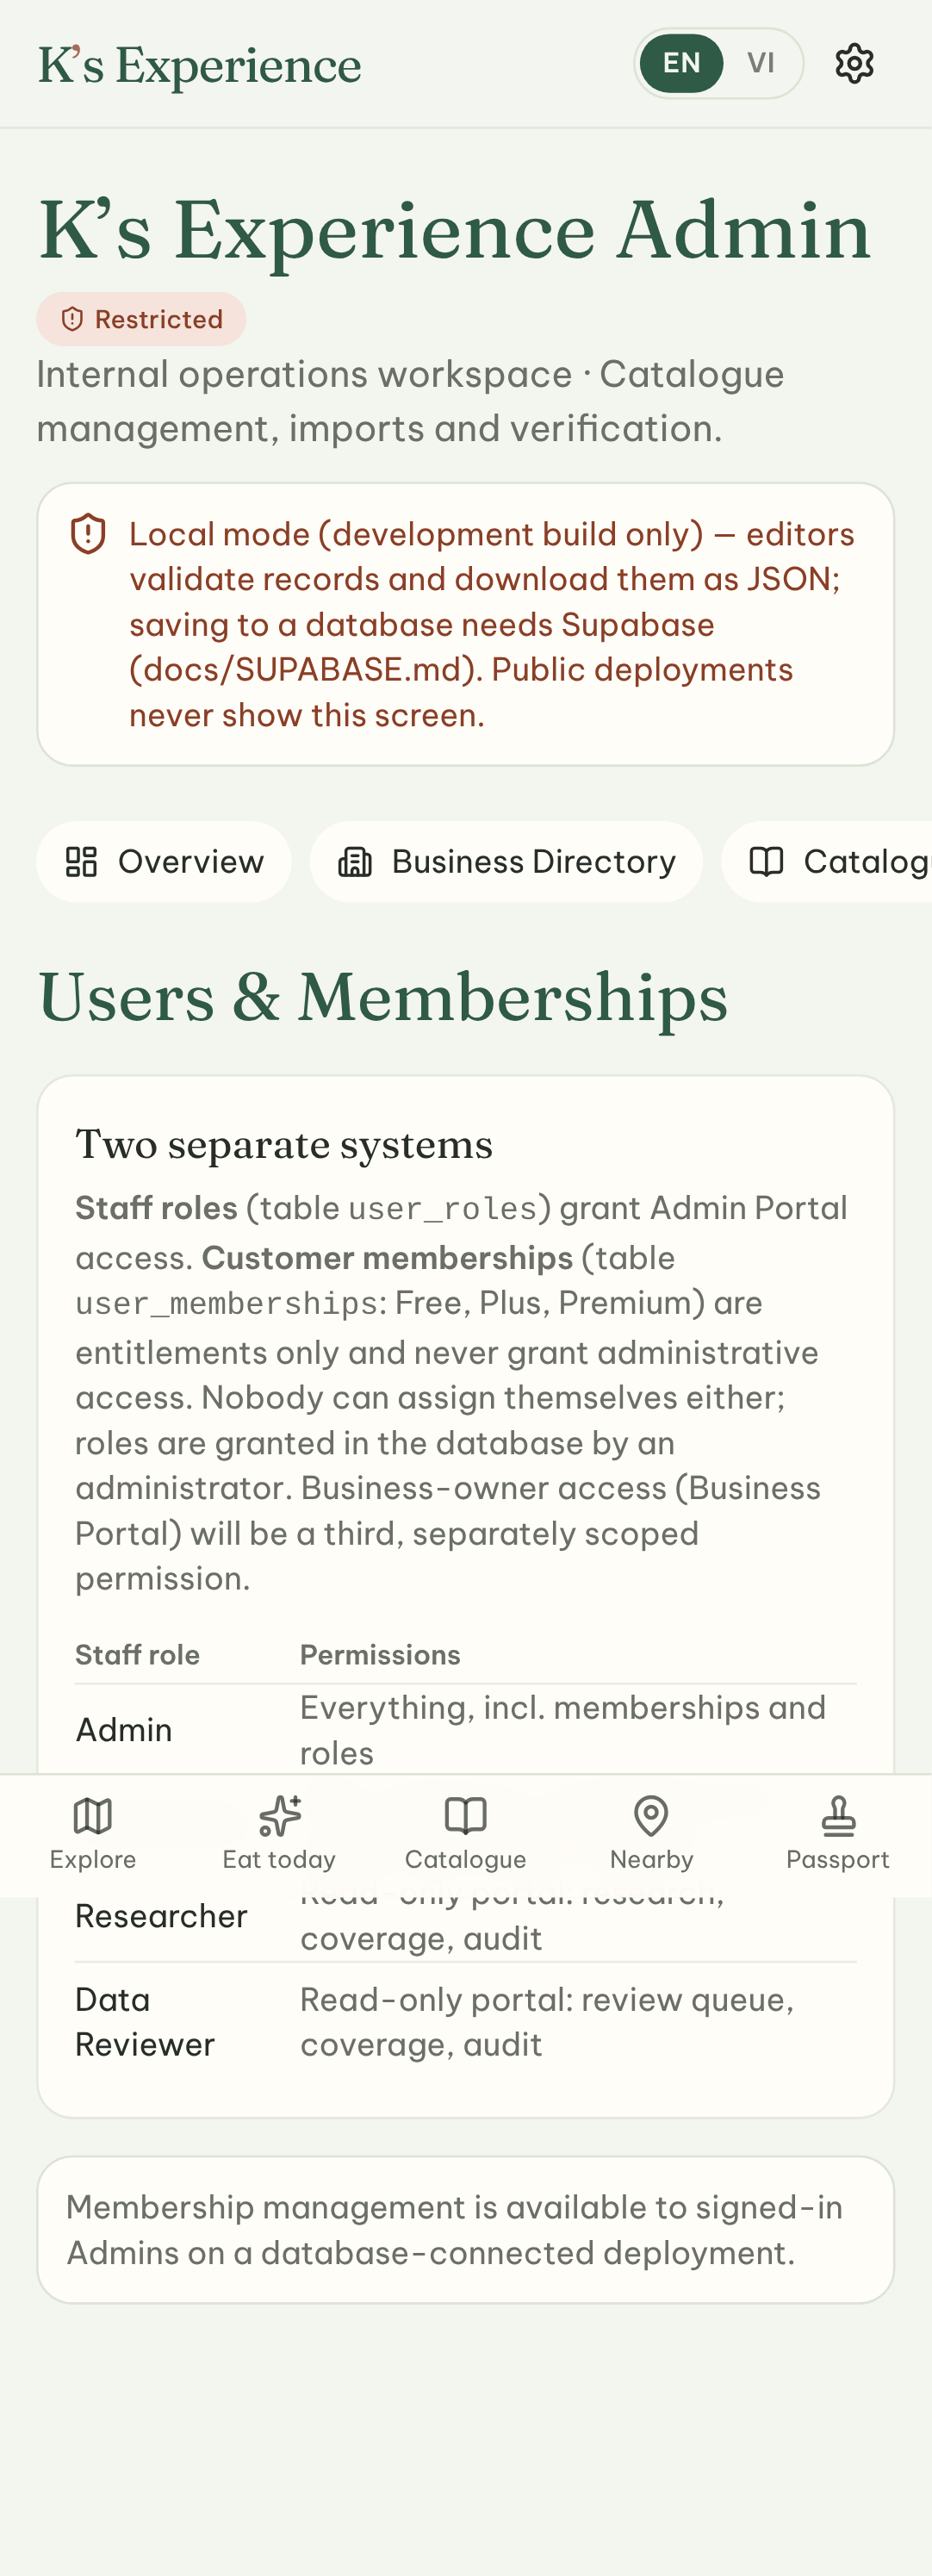 K’s Experience
EN
VI
K’s Experience Admin
Restricted
Internal operations workspace · Catalogue
management, imports and verification.
Local mode (development build only) — editors
validate records and download them as JSON;
saving to a database needs Supabase
(docs/SUPABASE.md). Public deployments
never show this screen.
Overview
Business Directory
Catalog
Users & Memberships
Two separate systems
Staff roles (table user_roles) grant Admin Portal
access. Customer memberships (table
user_memberships: Free, Plus, Premium) are
entitlements only and never grant administrative
access. Nobody can assign themselves either;
roles are granted in the database by an
administrator. Business-owner access (Business
Portal) will be a third, separately scoped
permission.
Staff role Permissions
Admin Everything, incl. memberships and
roles
Explore
Eat today
Catalogue
Nearby
Passport
Researcher Read-only portal: research,
coverage, audit
Data
Reviewer
Read-only portal: review queue,
coverage, audit
Membership management is available to signed-in
Admins on a database-connected deployment.